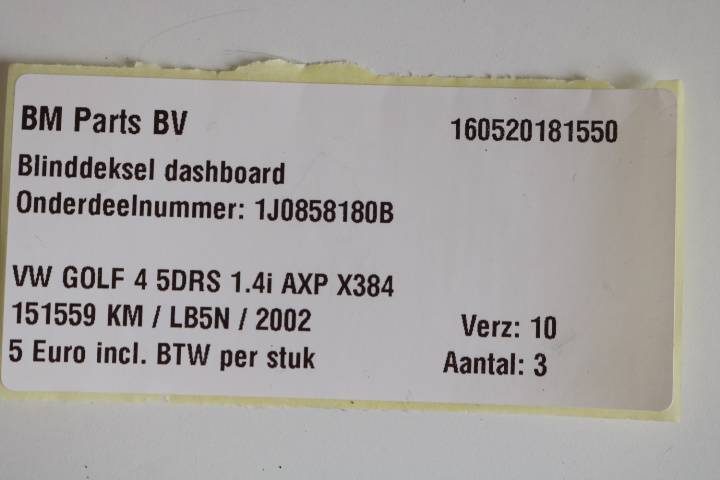 BM Parts BV 160520181550
Blinddeksel dashboard
Onderdeelnummer: 1J0858180B
VW GOLF 4 5DRS 1.4i AXP X384
151559 KM / LB5N / 2002 Verz: 10
5 Euro incl. BTW per stuk Aantal: 3